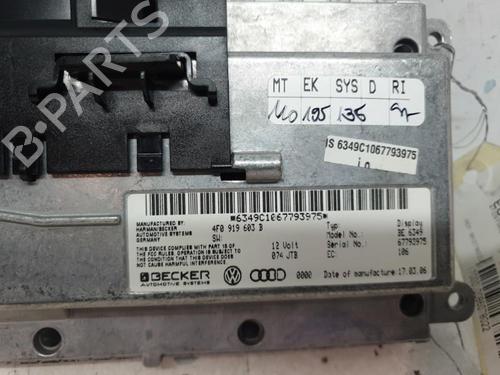 B-PARTS
MT EK SYS D RI
110 195 136
IS 6349C1067793975
*6349C1067793975*
MANUFACTURED BY:
HARMAN/BECKER
AUTOMOTIVE SYSTEMS
GERMANY
4F0 919 603 B
SW:
Typ: Display
Model No.: BE 6349
12 Volt Serial No.: 67793975
074 JTB EC: 106
THIS DEVICE COMPLIES WITH PART 15 OF
THE FCC RULES. OPERATION IS SUBJECT TO
THE CONDITION THAT THIS DEVICE DOES NOT
CAUSE HARMFUL INTERFERENCE.
BECKER
AUTOMOTIVE SYSTEMS
0000 Date of manufacture 17.03.06